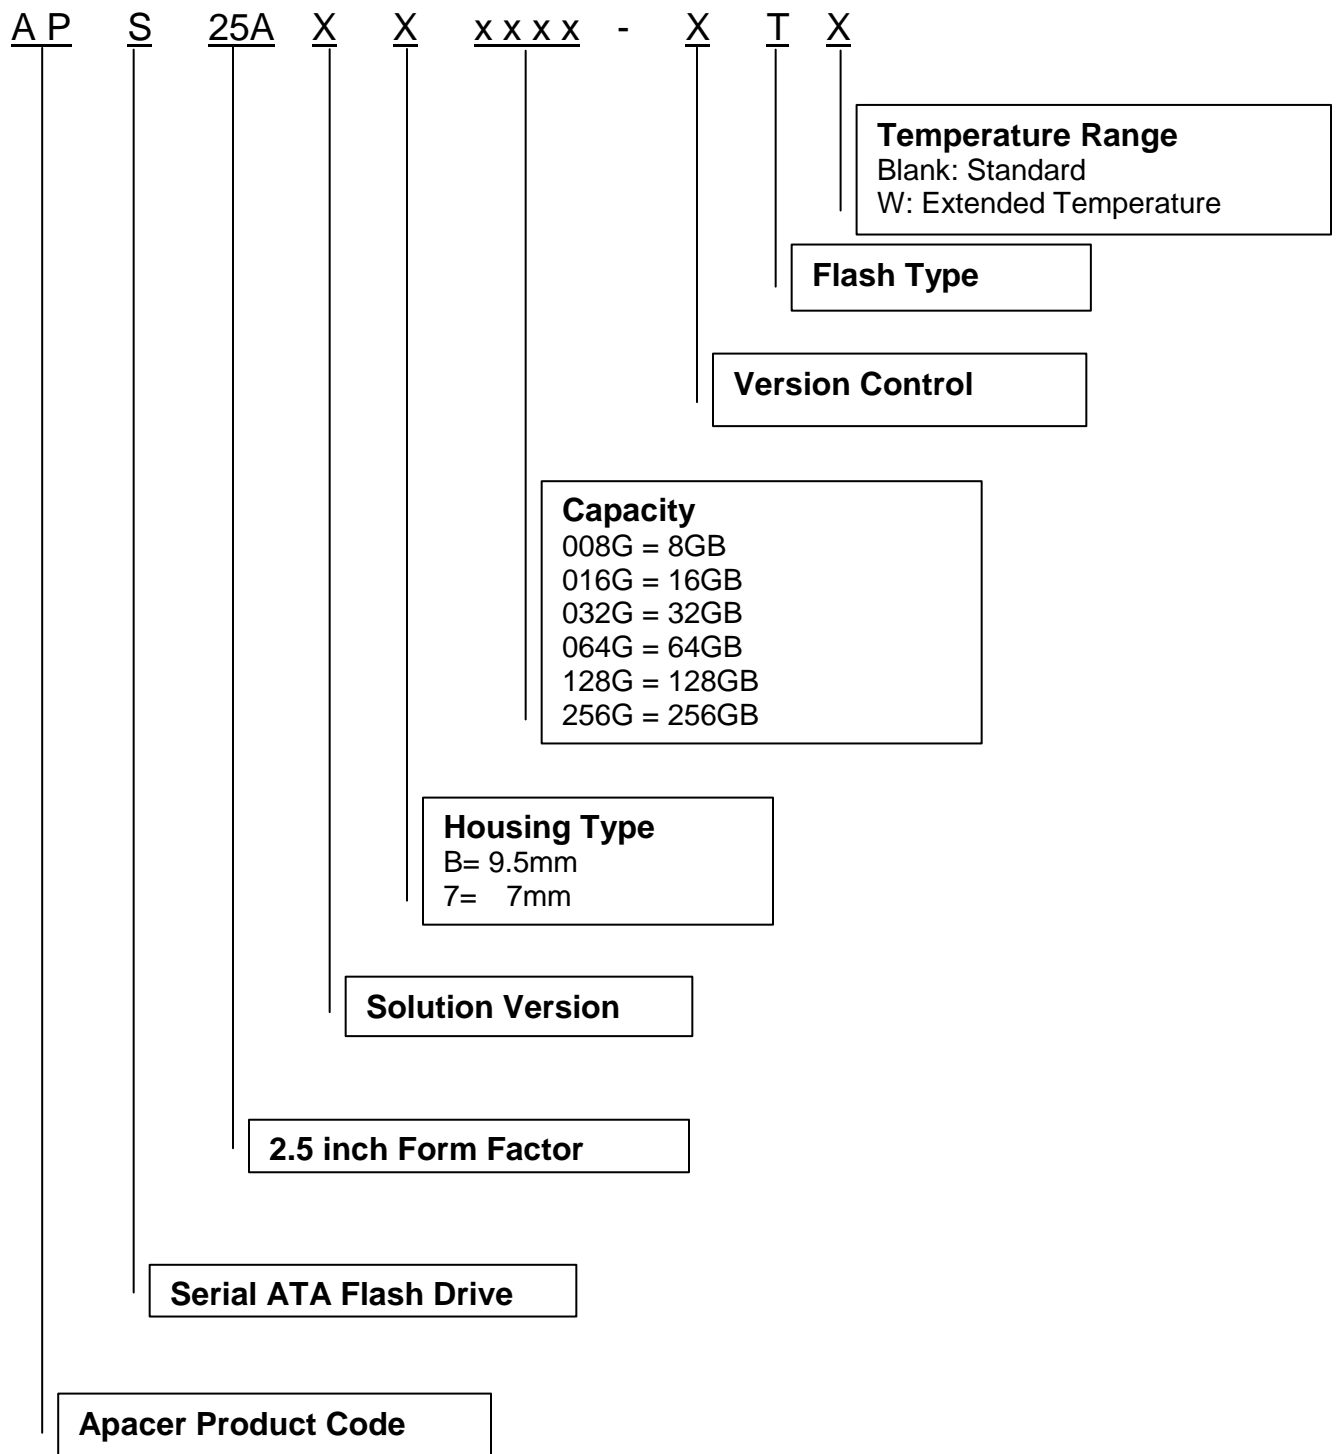 A P S 25A X X x x x x - X T X
Temperature Range
Blank: Standard
W: Extended Temperature
Flash Type
Version Control
Capacity
008G = 8GB
016G = 16GB
032G = 32GB
064G = 64GB
128G = 128GB
256G = 256GB
Housing Type
B= 9.5mm
7= 7mm
Solution Version
2.5 inch Form Factor
Serial ATA Flash Drive
Apacer Product Code